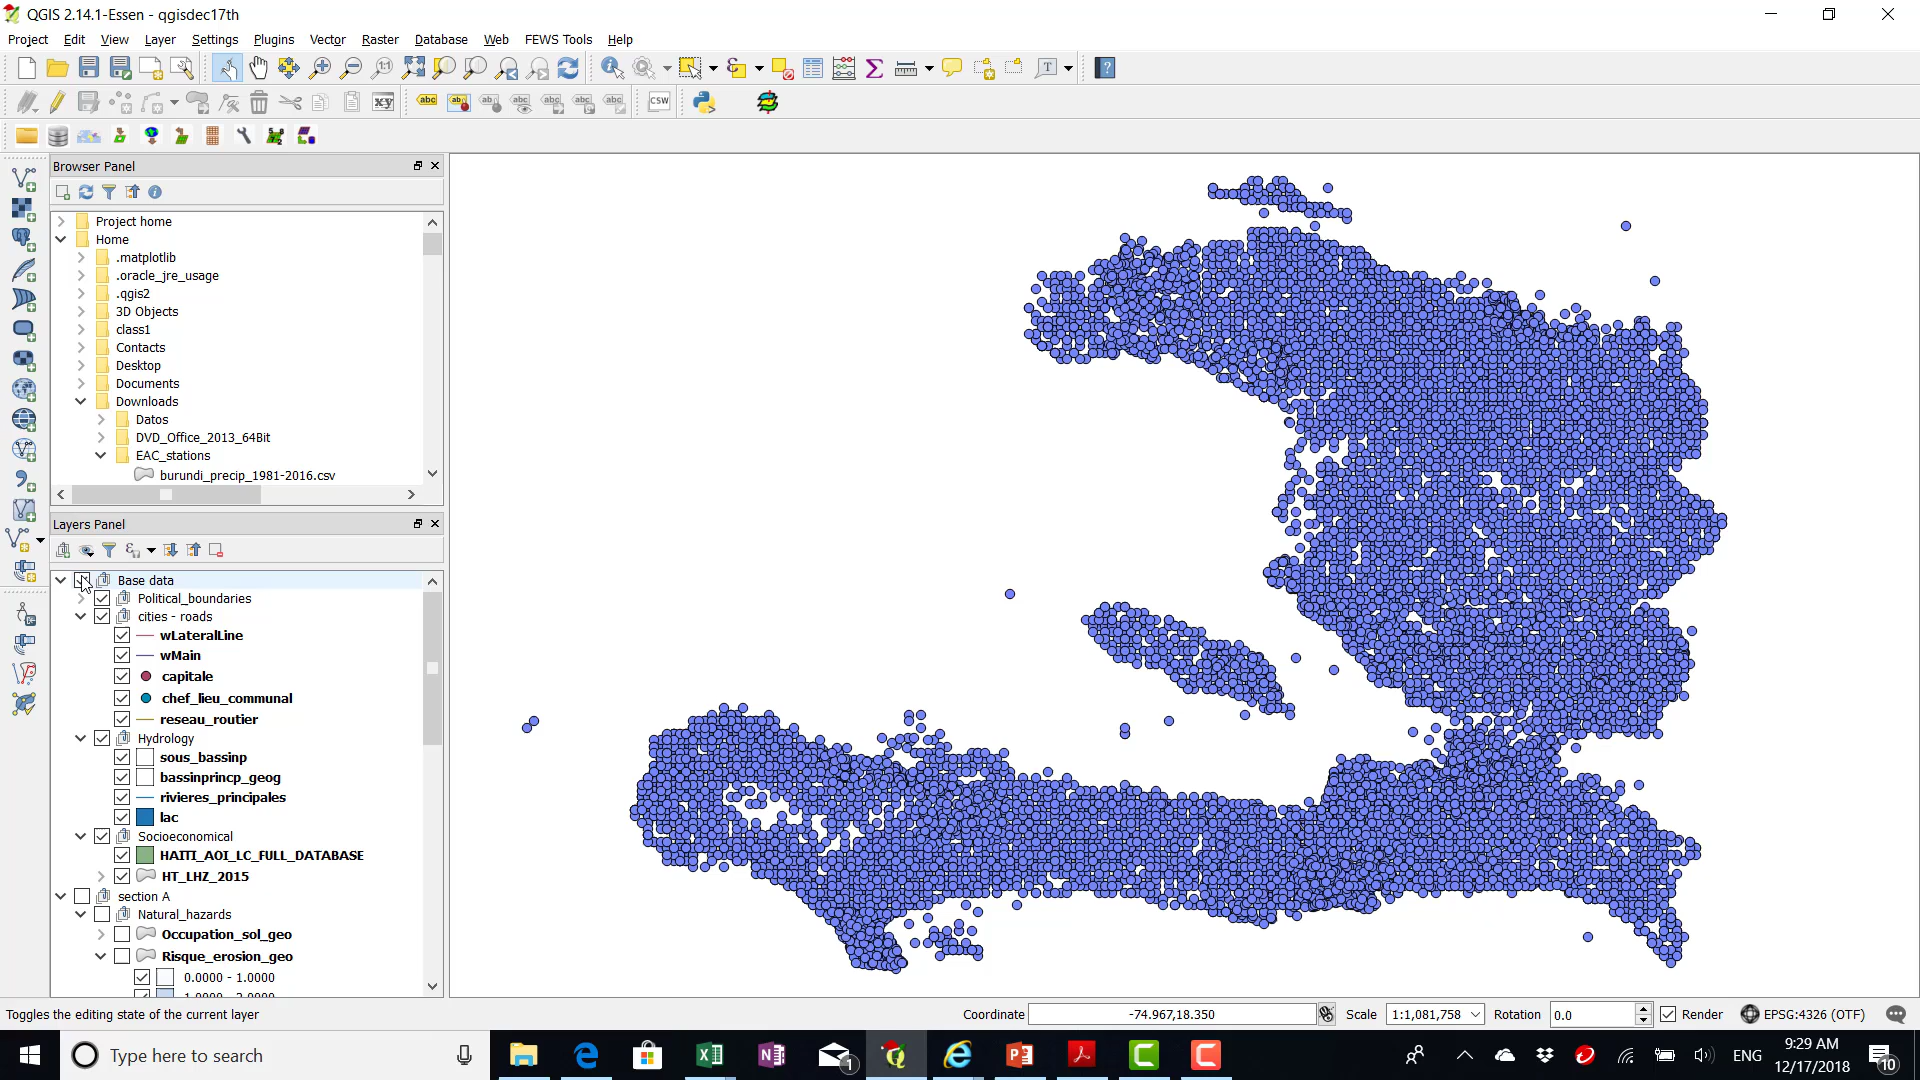 QGIS 2.14.1-Essen - qgisdec17th
Project Edit View Layer Settings Plugins Vector Raster Database Web FEWS Tools Help
abc abc CSW
Browser Panel
Project home
Home
.matplotlib
.oracle_jre_usage
.qgis2
3D Objects
class1
Contacts
Desktop
Documents
Downloads
Datos
DVD_Office_2013_64Bit
EAC_stations
burundi_precip_1981-2016.csv
Layers Panel
Base data
Political_boundaries
cities - roads
wLateralLine
wMain
capitale
chef_lieu_communal
reseau_routier
Hydrology
sous_bassinp
bassinprincp_geog
rivieres_principales
lac
Socioeconomical
HAITI_AOI_LC_FULL_DATABASE
HT_LHZ_2015
section A
Natural_hazards
Occupation_sol_geo
Risque_erosion_geo
0.0000 - 1.0000
Toggles the editing state of the current layer
Coordinate -74.967,18.350 Scale 1:1,081,758 Rotation 0.0 Render EPSG:4326 (OTF)
Type here to search
1
ENG
9:29 AM
12/17/2018
10